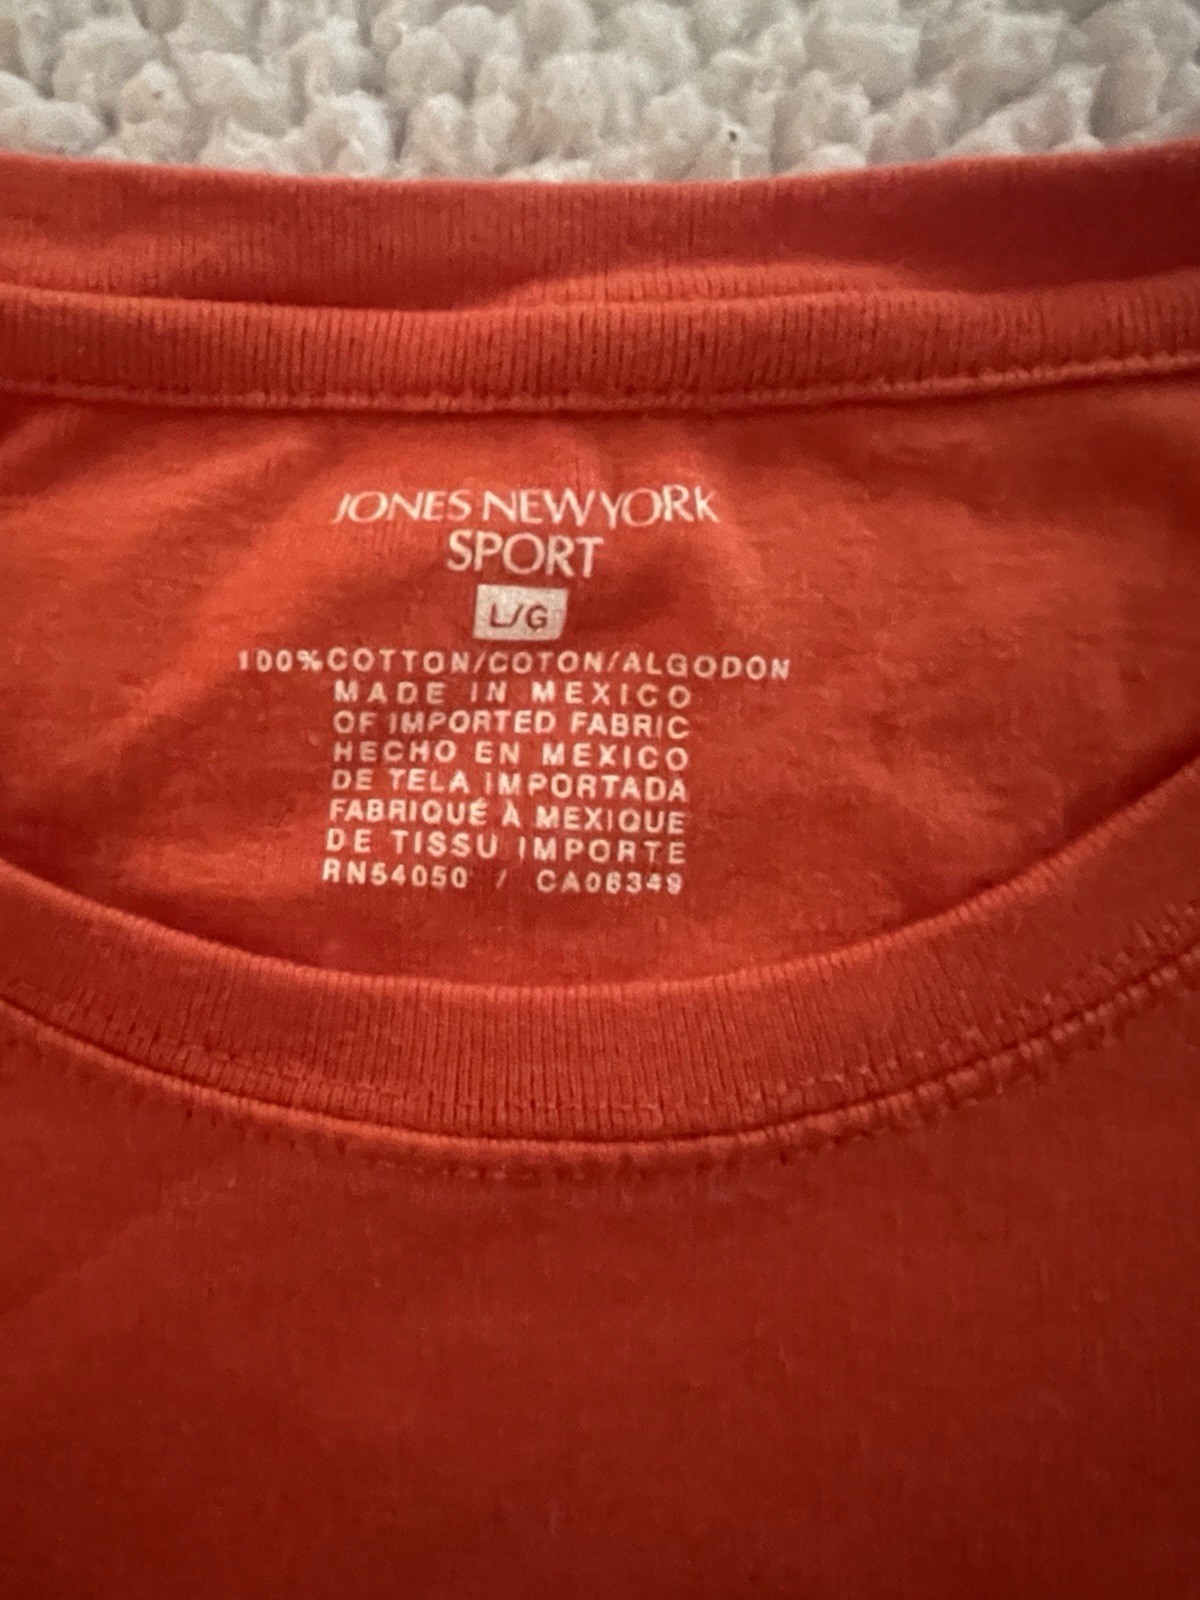 JONES NEW YORK
SPORT
L/G
100% COTTON/COTON/ALGODON
MADE IN MEXICO
OF IMPORTED FABRIC
HECHO EN MEXICO
DE TELA IMPORTADA
FABRIQUÉ À MEXIQUE
DE TISSU IMPORTE
RN54050 / CA06349